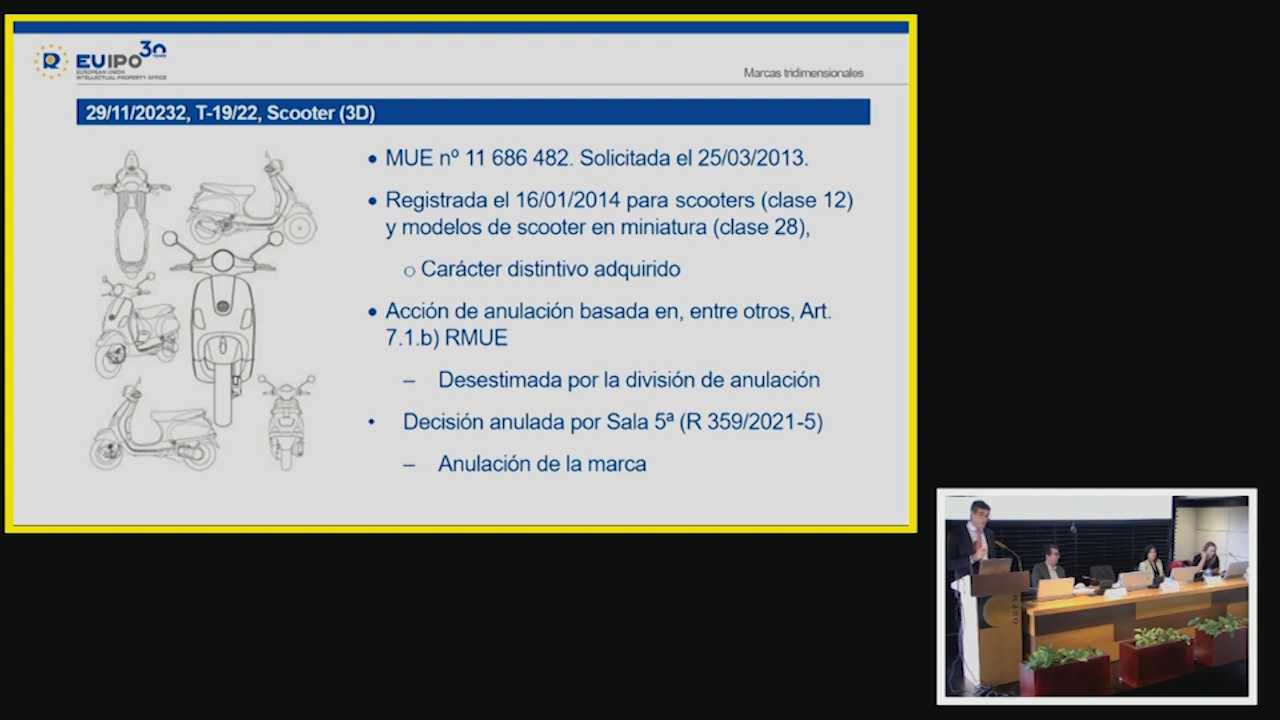 EUIPO 30
YEARS
EUROPEAN UNION
INTELLECTUAL PROPERTY OFFICE
Marcas tridimensionales
29/11/20232, T-19/22, Scooter (3D)
• MUE nº 11 686 482. Solicitada el 25/03/2013.
• Registrada el 16/01/2014 para scooters (clase 12)
y modelos de scooter en miniatura (clase 28),
o Carácter distintivo adquirido
• Acción de anulación basada en, entre otros, Art.
7.1.b) RMUE
– Desestimada por la división de anulación
• Decisión anulada por Sala 5ª (R 359/2021-5)
– Anulación de la marca
OEPM